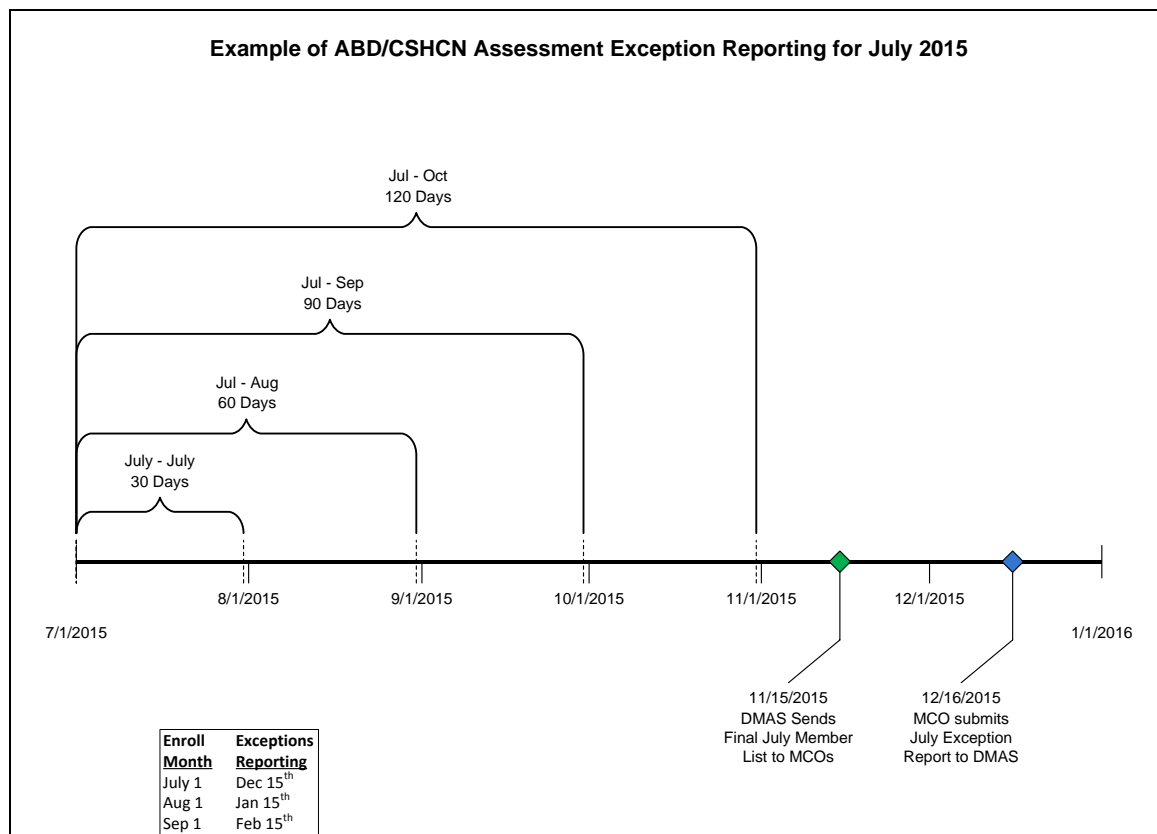 Example of ABD/CSHCN Assessment Exception Reporting for July 2015
Jul - Oct
120 Days
Jul - Sep
90 Days
Jul - Aug
60 Days
July - July
30 Days
8/1/2015
9/1/2015
10/1/2015
11/1/2015
12/1/2015
7/1/2015
1/1/2016
11/15/2015
DMAS Sends
Final July Member
List to MCOs
12/16/2015
MCO submits
July Exception
Report to DMAS
Enroll Exceptions
Month Reporting
July 1 Dec 15th
Aug 1 Jan 15th
Sep 1 Feb 15th